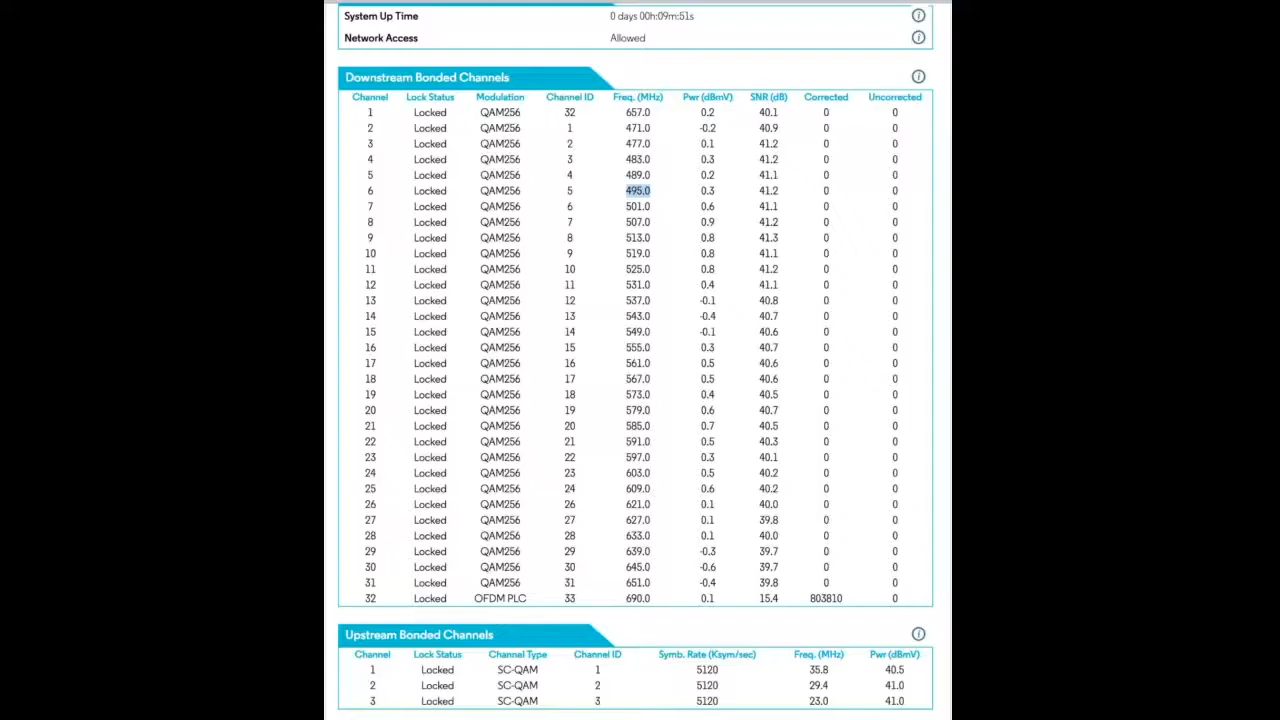 System Up Time 0 days 00h:09m:51s
Network Access Allowed
Downstream Bonded Channels
Channel Lock Status Modulation Channel ID Freq. (MHz) Pwr (dBmV) SNR (dB) Corrected Uncorrected
1 Locked QAM256 32 657.0 0.2 40.1 0 0
2 Locked QAM256 1 471.0 -0.2 40.9 0 0
3 Locked QAM256 2 477.0 0.1 41.2 0 0
4 Locked QAM256 3 483.0 0.3 41.2 0 0
5 Locked QAM256 4 489.0 0.2 41.1 0 0
6 Locked QAM256 5 495.0 0.3 41.2 0 0
7 Locked QAM256 6 501.0 0.6 41.1 0 0
8 Locked QAM256 7 507.0 0.9 41.2 0 0
9 Locked QAM256 8 513.0 0.8 41.3 0 0
10 Locked QAM256 9 519.0 0.8 41.1 0 0
11 Locked QAM256 10 525.0 0.8 41.2 0 0
12 Locked QAM256 11 531.0 0.4 41.1 0 0
13 Locked QAM256 12 537.0 -0.1 40.8 0 0
14 Locked QAM256 13 543.0 -0.4 40.7 0 0
15 Locked QAM256 14 549.0 -0.1 40.6 0 0
16 Locked QAM256 15 555.0 0.3 40.7 0 0
17 Locked QAM256 16 561.0 0.5 40.6 0 0
18 Locked QAM256 17 567.0 0.5 40.6 0 0
19 Locked QAM256 18 573.0 0.4 40.5 0 0
20 Locked QAM256 19 579.0 0.6 40.7 0 0
21 Locked QAM256 20 585.0 0.7 40.5 0 0
22 Locked QAM256 21 591.0 0.5 40.3 0 0
23 Locked QAM256 22 597.0 0.3 40.1 0 0
24 Locked QAM256 23 603.0 0.5 40.2 0 0
25 Locked QAM256 24 609.0 0.6 40.2 0 0
26 Locked QAM256 26 621.0 0.1 40.0 0 0
27 Locked QAM256 27 627.0 0.1 39.8 0 0
28 Locked QAM256 28 633.0 0.1 40.0 0 0
29 Locked QAM256 29 639.0 -0.3 39.7 0 0
30 Locked QAM256 30 645.0 -0.6 39.7 0 0
31 Locked QAM256 31 651.0 -0.4 39.8 0 0
32 Locked OFDM PLC 33 690.0 0.1 15.4 803810 0
Upstream Bonded Channels
Channel Lock Status Channel Type Channel ID Symb. Rate (Ksym/sec) Freq. (MHz) Pwr (dBmV)
1 Locked SC-QAM 1 5120 35.8 40.5
2 Locked SC-QAM 2 5120 29.4 41.0
3 Locked SC-QAM 3 5120 23.0 41.0